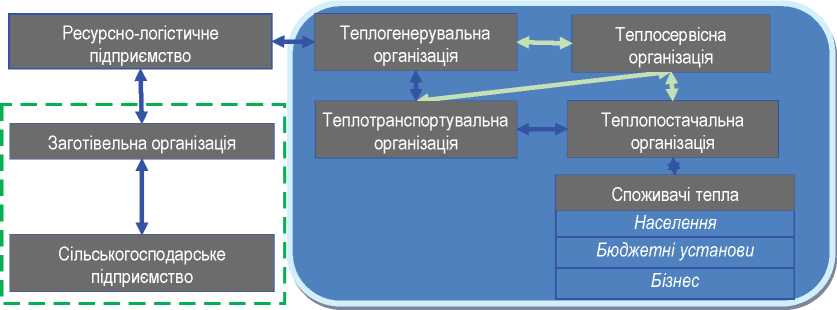 Ресурсно-логістичне
підприємство
Теплогенерувальна
організація
Теплосервісна
організація
Заготівельна організація
Теплотранспортувальна
організація
Теплопостачальна
організація
Споживачі тепла
Населення
Бюджетні установи
Бізнес
Сільськогосподарське
підприємство